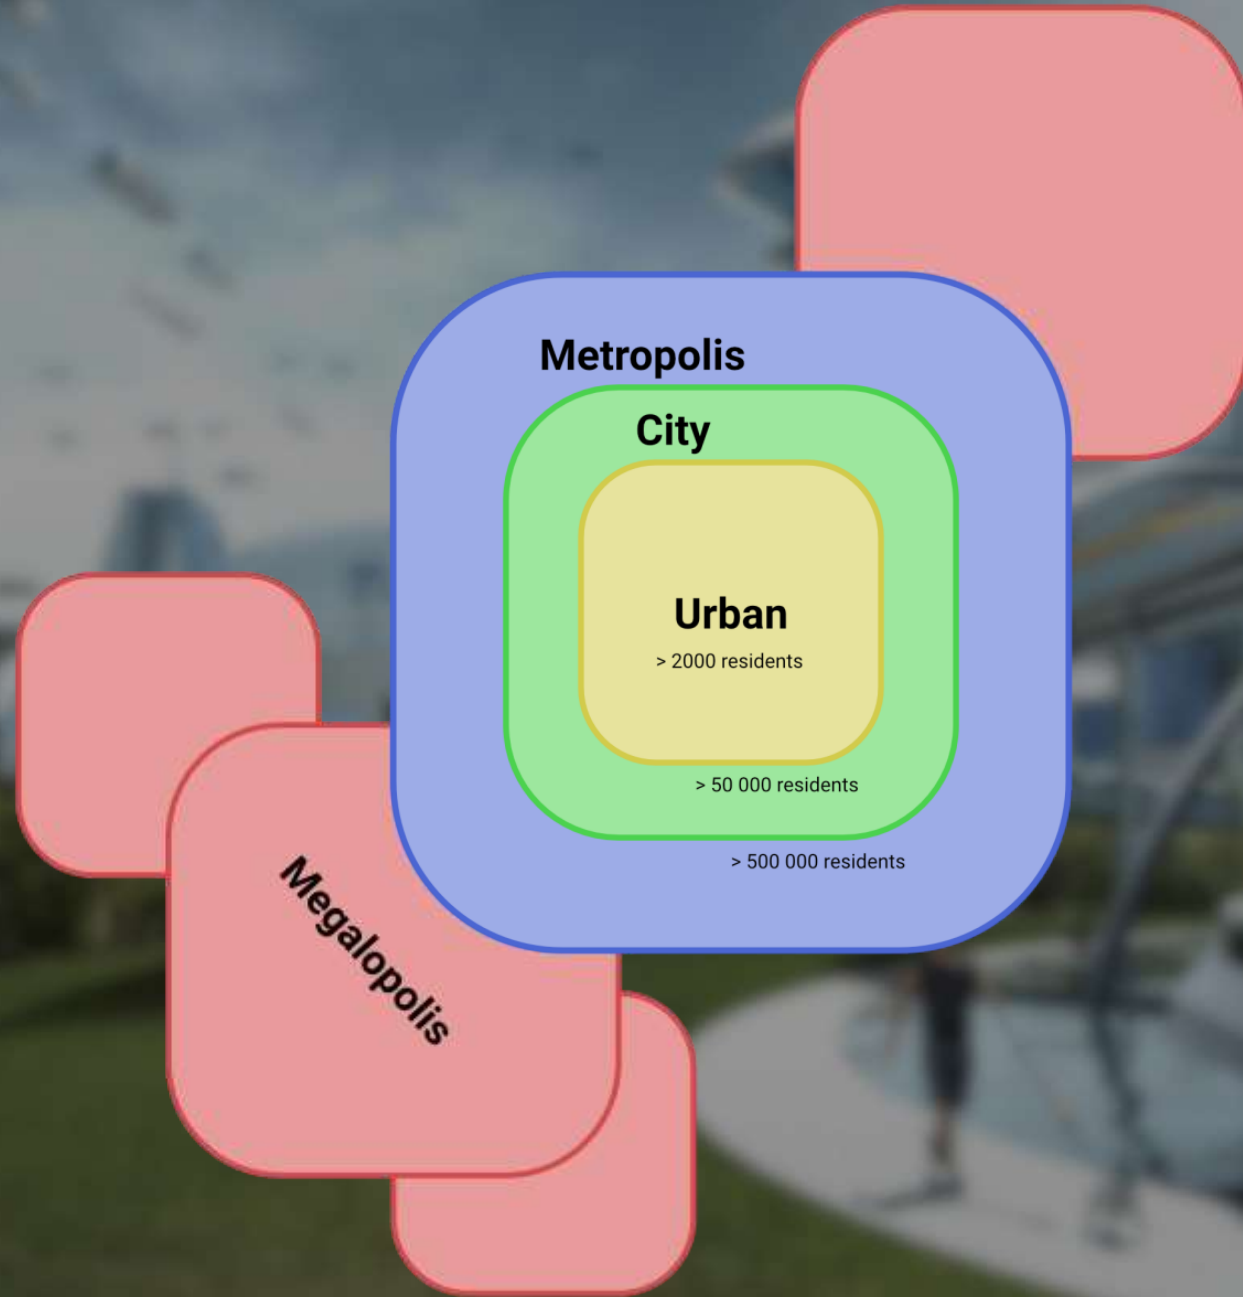 Metropolis
City
Urban
> 2000 residents
> 50 000 residents
> 500 000 residents
Megalopolis